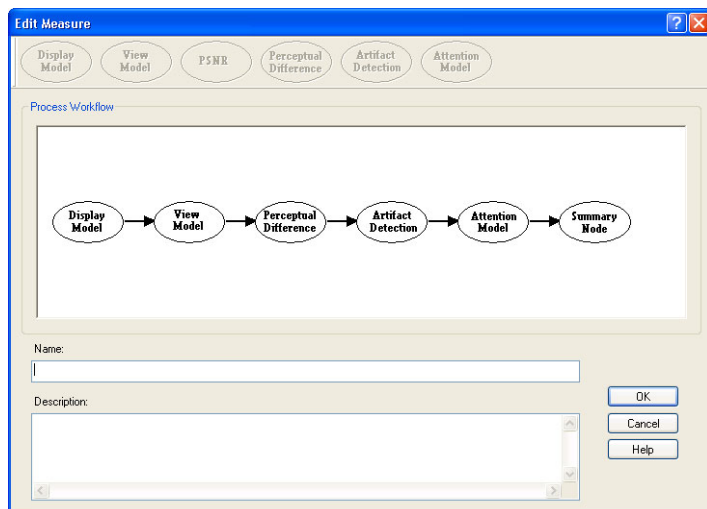 Edit Measure
Display
Model
View
Model
PSNR
Perceptual
Difference
Artifact
Detection
Attention
Model
Process Workflow
Display
Model
View
Model
Perceptual
Difference
Artifact
Detection
Attention
Model
Summary
Node
Name:
Description:
OK
Cancel
Help